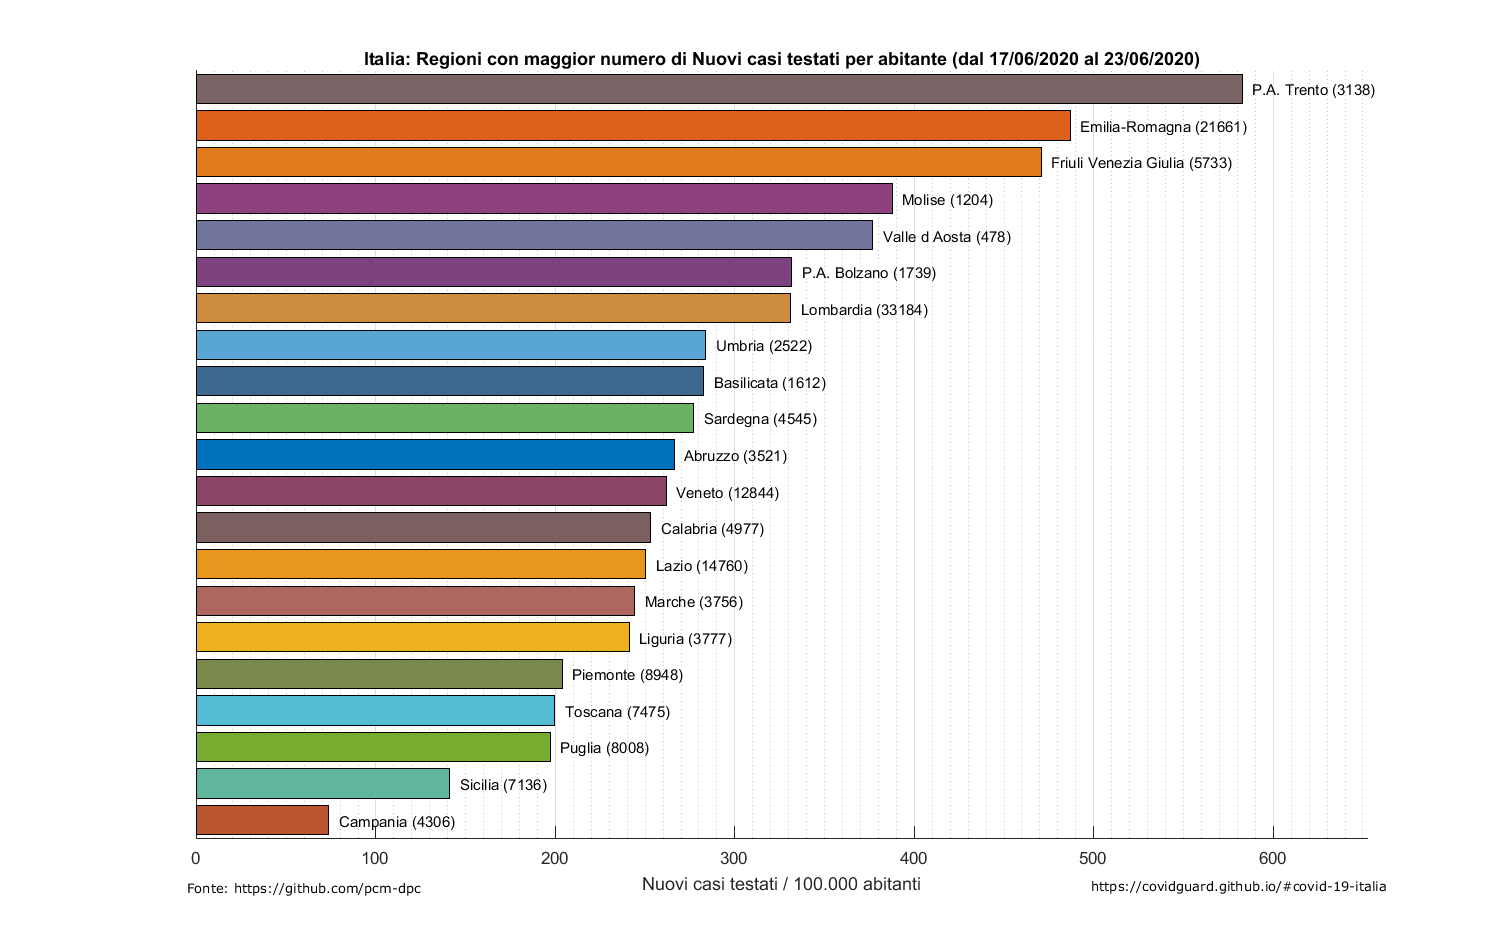 Italia: Regioni con maggior numero di Nuovi casi testati per abitante (dal 17/06/2020 al 23/06/2020)
P.A. Trento (3138)
Emilia-Romagna (21661)
Friuli Venezia Giulia (5733)
Molise (1204)
Valle d Aosta (478)
P.A. Bolzano (1739)
Lombardia (33184)
Umbria (2522)
Basilicata (1612)
Sardegna (4545)
Abruzzo (3521)
Veneto (12844)
Calabria (4977)
Lazio (14760)
Marche (3756)
Liguria (3777)
Piemonte (8948)
Toscana (7475)
Puglia (8008)
Sicilia (7136)
Campania (4306)
0 100 200 300 400 500 600
Nuovi casi testati / 100.000 abitanti
Fonte: https://github.com/pcm-dpc
https://covidguard.github.io/#covid-19-italia